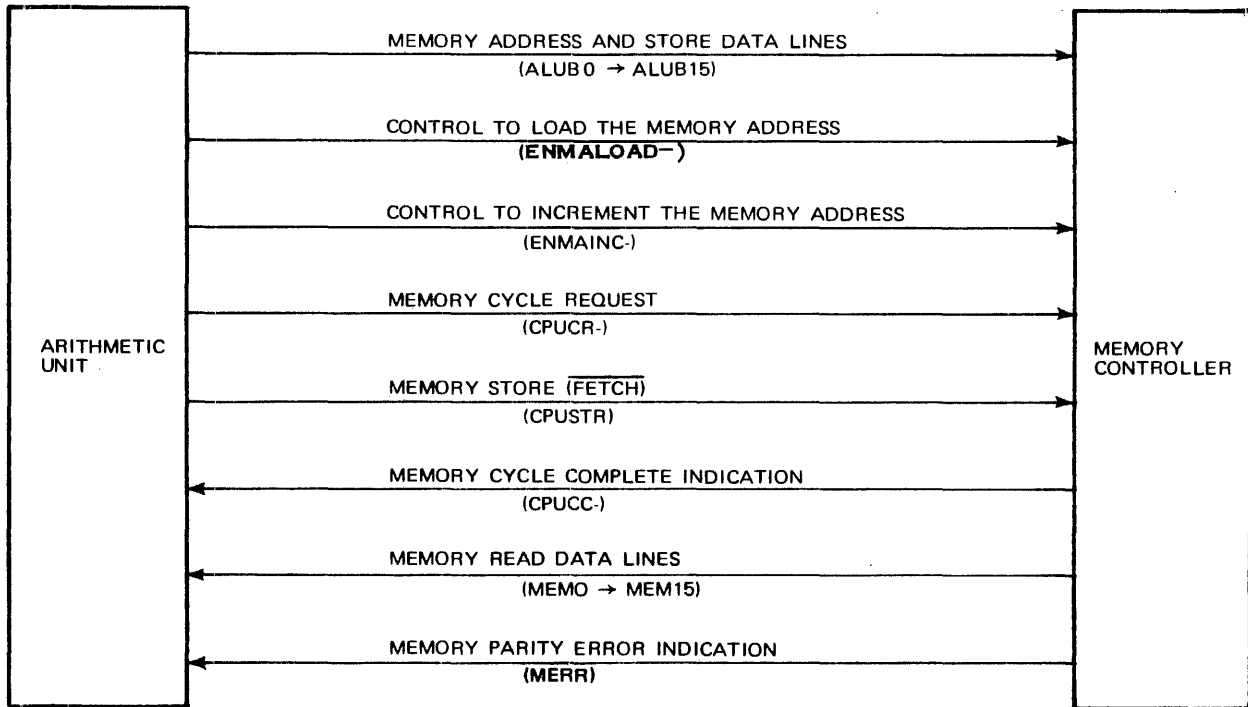 MEMORY ADDRESS AND STORE DATA LINES
(ALUB0 → ALUB15)
CONTROL TO LOAD THE MEMORY ADDRESS
(ENMALOAD−)
CONTROL TO INCREMENT THE MEMORY ADDRESS
(ENMAINC-)
MEMORY CYCLE REQUEST
(CPUCR-)
ARITHMETIC
UNIT
MEMORY
CONTROLLER
MEMORY STORE (F̅E̅T̅C̅H̅)
(CPUSTR)
MEMORY CYCLE COMPLETE INDICATION
(CPUCC-)
MEMORY READ DATA LINES
(MEMO → MEM15)
MEMORY PARITY ERROR INDICATION
(MERR)